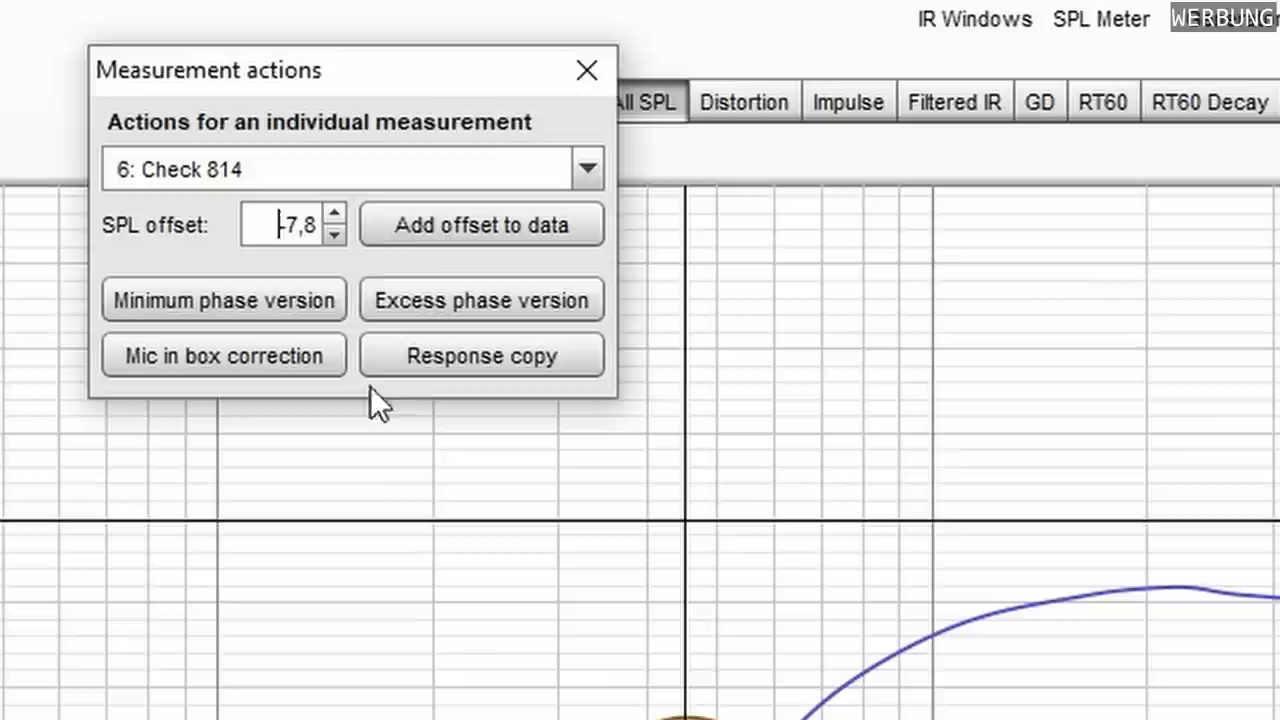 IR Windows SPL Meter WERBUNG
Measurement actions
All SPL Distortion Impulse Filtered IR GD RT60 RT60 Decay
Actions for an individual measurement
6: Check 814
SPL offset: -7,8 Add offset to data
Minimum phase version Excess phase version
Mic in box correction Response copy